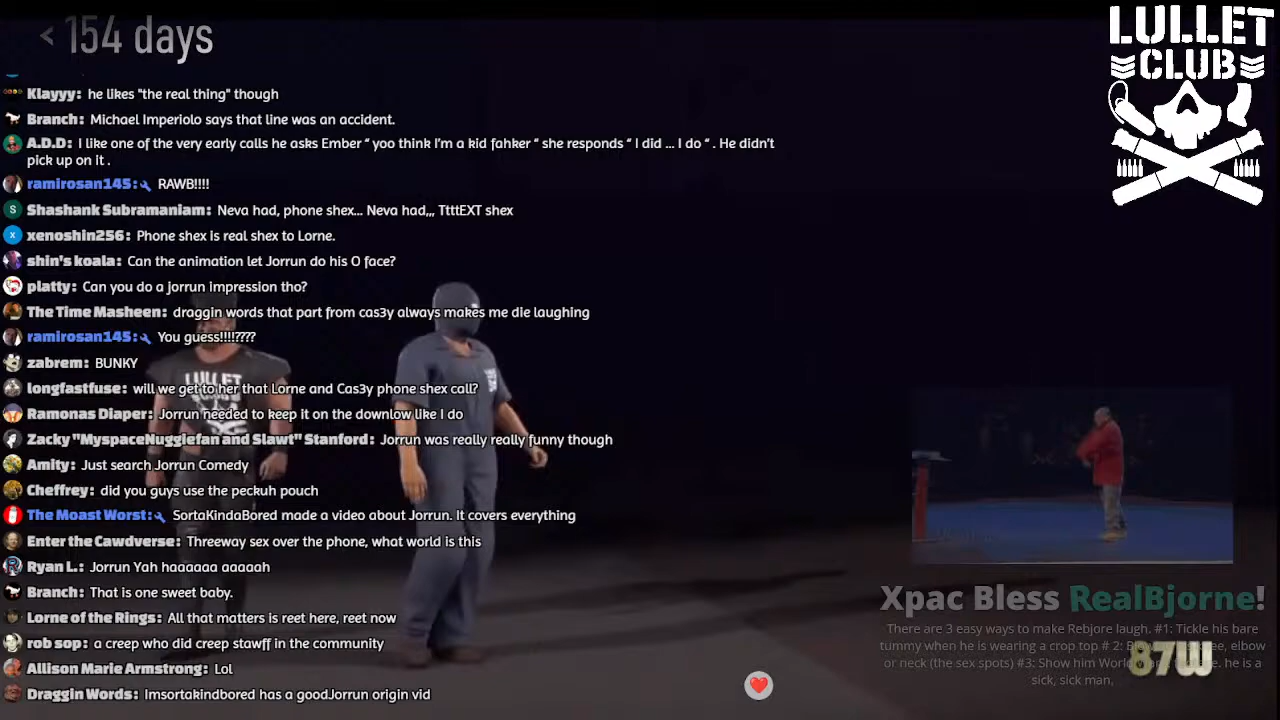 < 154 days
LULLET
CLUB
Klayyy: he likes "the real thing" though
Branch: Michael Imperiolo says that line was an accident.
A.D.D: I like one of the very early calls he asks Ember “ yoo think I’m a kid fahker “ she responds “ I did ... I do “ . He didn’t
pick up on it .
ramirosan145: RAWB!!!!
S Shashank Subramaniam: Neva had, phone shex... Neva had,,, TtttEXT shex
x xenoshin256: Phone shex is real shex to Lorne.
shin's koala: Can the animation let Jorrun do his O face?
platty: Can you do a jorrun impression tho?
The Time Masheen: draggin words that part from cas3y always makes me die laughing
ramirosan145: You guess!!!!????
zabrem: BUNKY
LULLET
longfastfuse: will we get to her that Lorne and Cas3y phone shex call?
Ramonas Diaper: Jorrun needed to keep it on the downlow like I do
Zacky "MyspaceNuggiefan and Slawt" Stanford: Jorrun was really really funny though
Amity: Just search Jorrun Comedy
Cheffrey: did you guys use the peckuh pouch
The Moast Worst: SortaKindaBored made a video about Jorrun. It covers everything
Enter the Cawdverse: Threeway sex over the phone, what world is this
Ryan L.: Jorrun Yah haaaaaa aaaaah
Branch: That is one sweet baby.
Lorne of the Rings: All that matters is reet here, reet now
rob sop: a creep who did creep stawff in the community
Allison Marie Armstrong: Lol
Draggin Words: Imsortakindbored has a goodJorrun origin vid
Xpac Bless RealBjorne!
There are 3 easy ways to make Rebjore laugh. #1: Tickle his bare
tummy when he is wearing a crop top # 2: elbow
or neck (the sex spots) #3: Show him he is a
sick, sick man,
87W